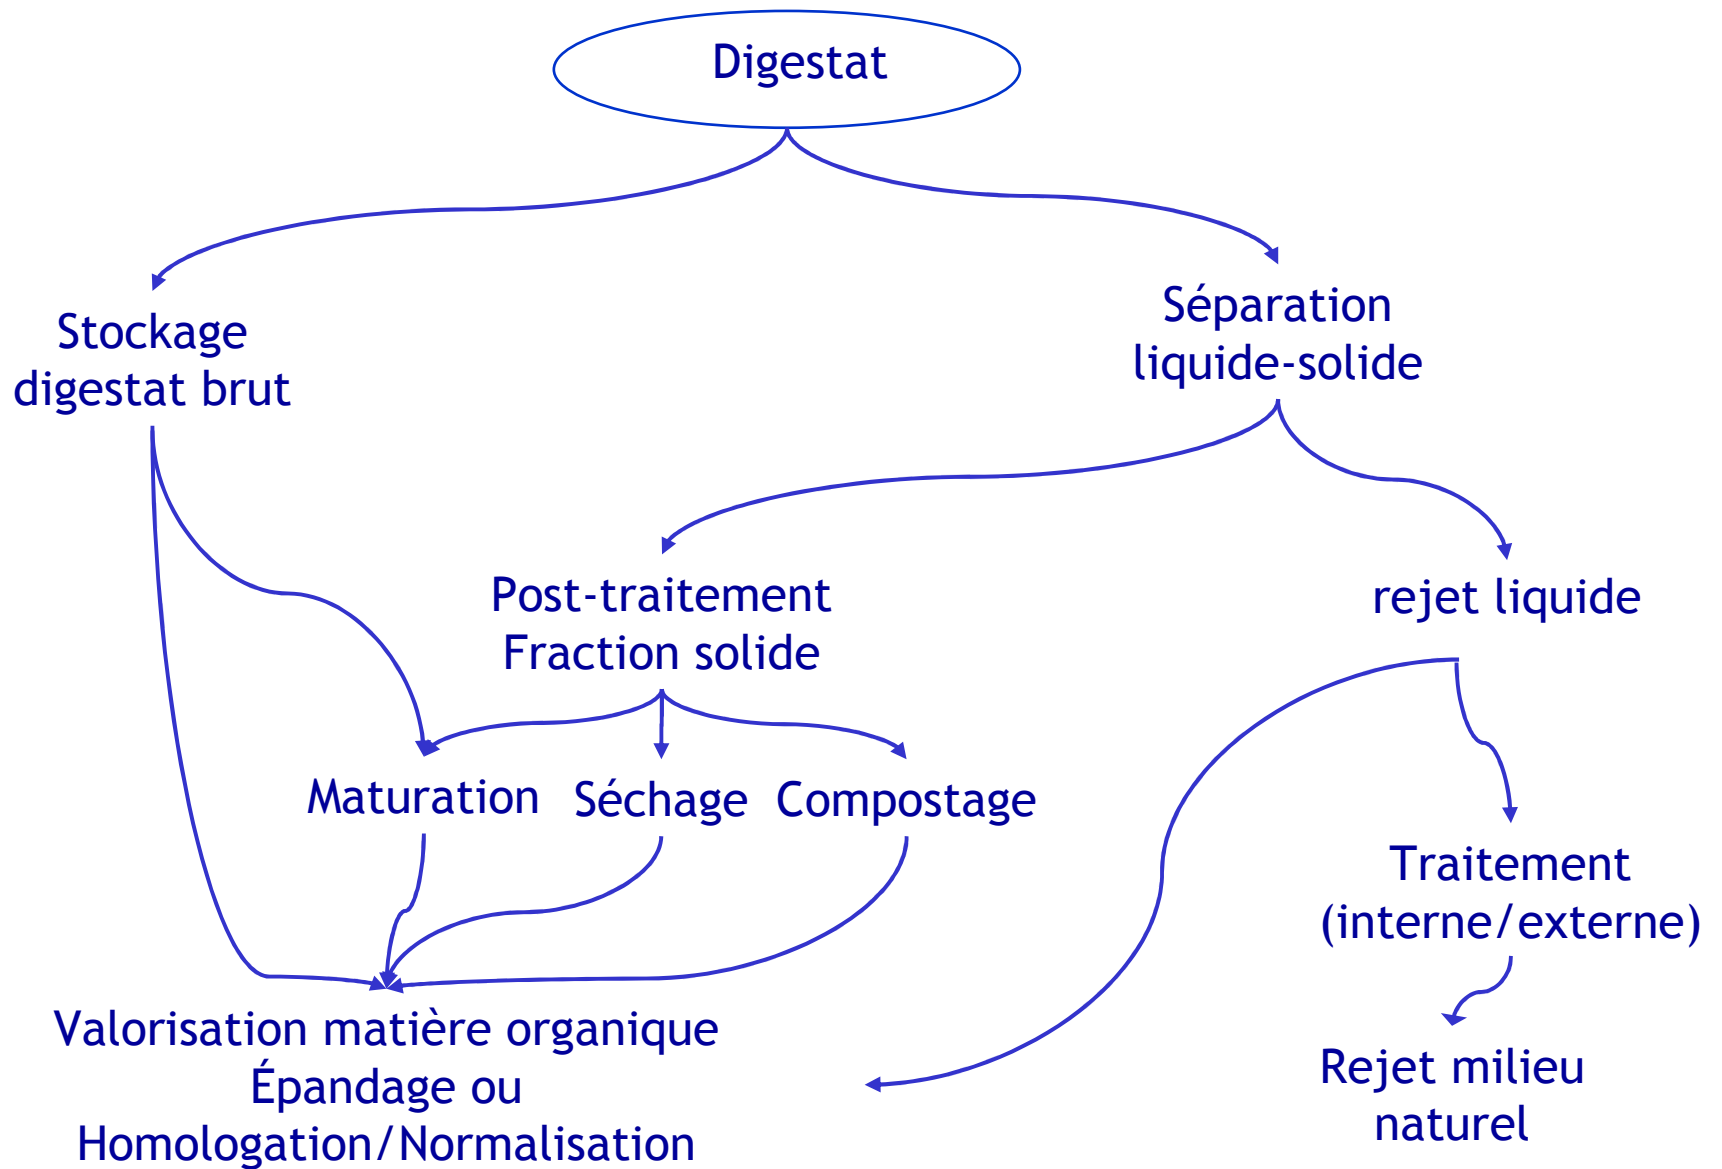 Digestat
Stockage
digestat brut
Séparation
liquide-solide
Post-traitement
Fraction solide
rejet liquide
Maturation
Séchage
Compostage
Traitement
(interne/externe)
Valorisation matière organique
Épandage ou
Homologation/Normalisation
Rejet milieu
naturel